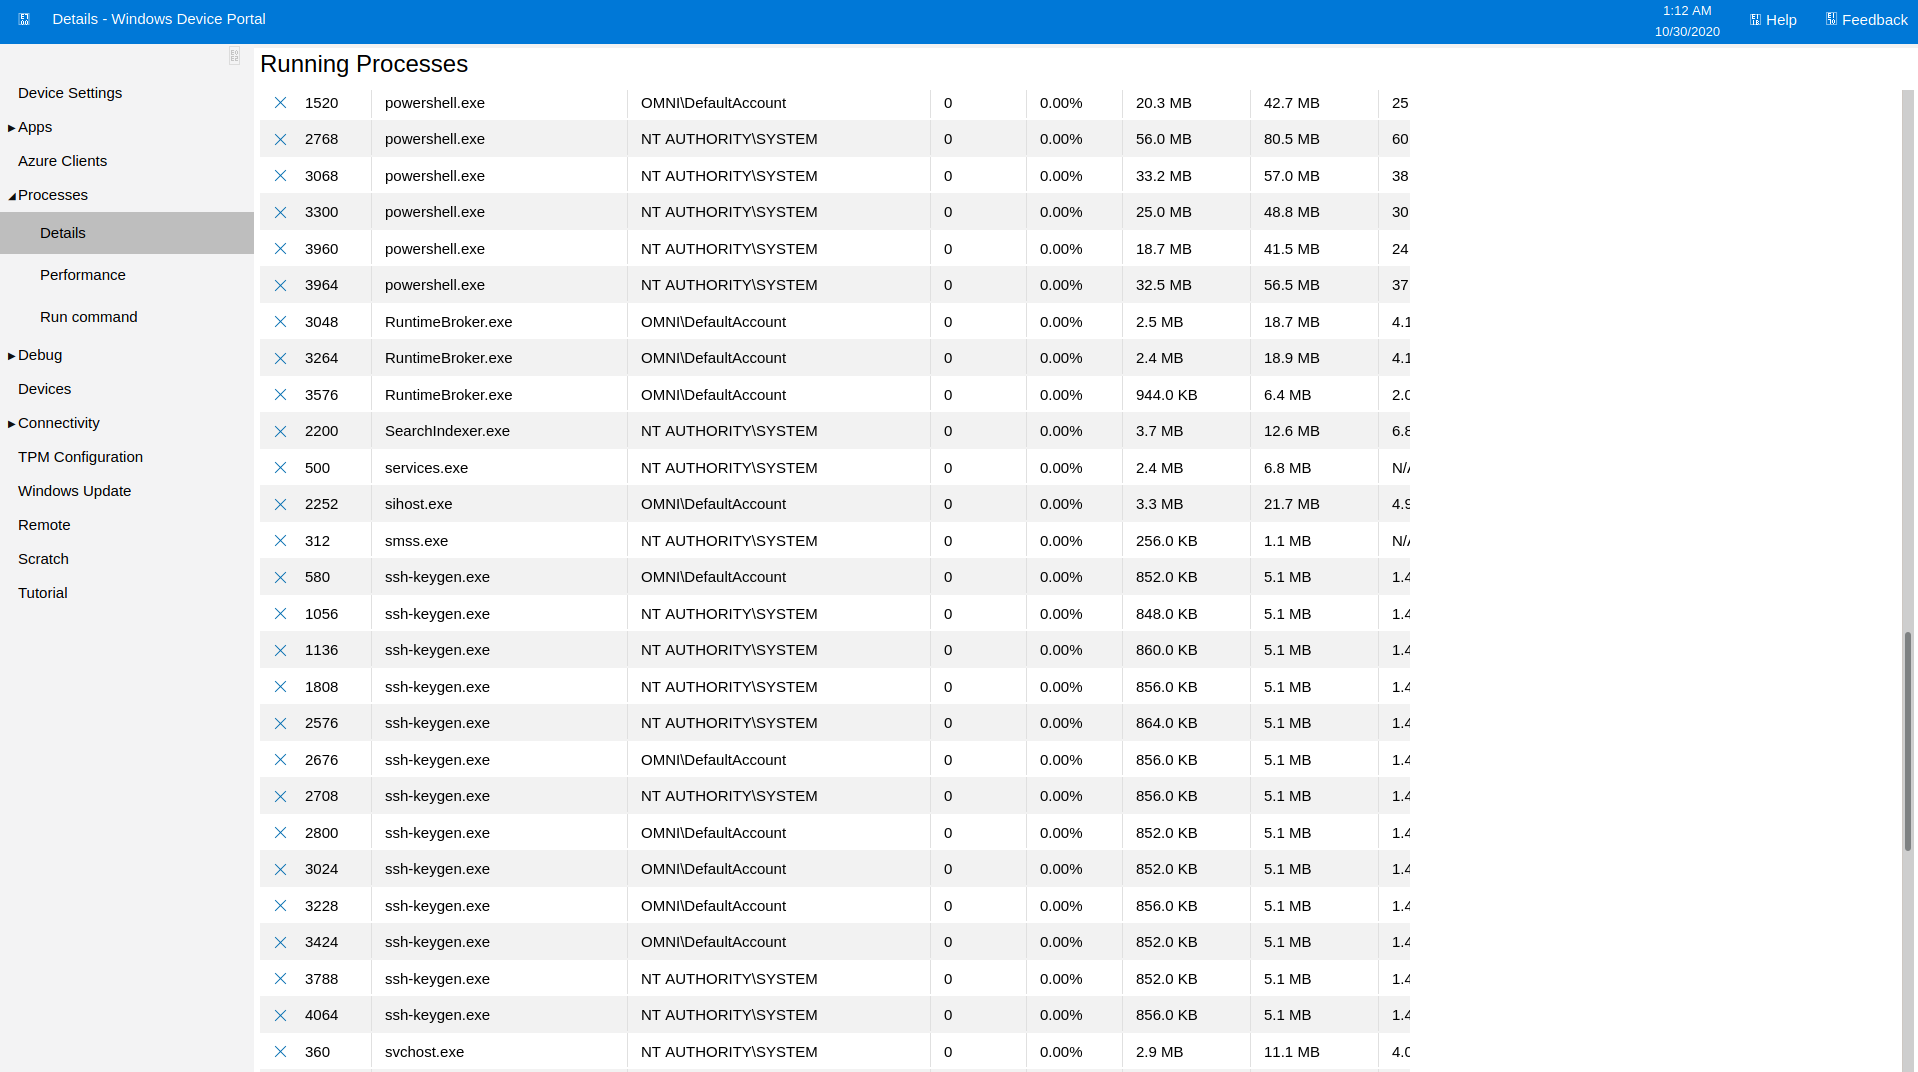 Details - Windows Device Portal
1:12 AM
10/30/2020
Help
Feedback
Device Settings
Apps
Azure Clients
Processes
Details
Performance
Run command
Debug
Devices
Connectivity
TPM Configuration
Windows Update
Remote
Scratch
Tutorial
Running Processes
1520 powershell.exe OMNI\DefaultAccount 0 0.00% 20.3 MB 42.7 MB 25
2768 powershell.exe NT AUTHORITY\SYSTEM 0 0.00% 56.0 MB 80.5 MB 60
3068 powershell.exe NT AUTHORITY\SYSTEM 0 0.00% 33.2 MB 57.0 MB 38
3300 powershell.exe NT AUTHORITY\SYSTEM 0 0.00% 25.0 MB 48.8 MB 30
3960 powershell.exe NT AUTHORITY\SYSTEM 0 0.00% 18.7 MB 41.5 MB 24
3964 powershell.exe NT AUTHORITY\SYSTEM 0 0.00% 32.5 MB 56.5 MB 37
3048 RuntimeBroker.exe OMNI\DefaultAccount 0 0.00% 2.5 MB 18.7 MB 4.1
3264 RuntimeBroker.exe OMNI\DefaultAccount 0 0.00% 2.4 MB 18.9 MB 4.1
3576 RuntimeBroker.exe OMNI\DefaultAccount 0 0.00% 944.0 KB 6.4 MB 2.0
2200 SearchIndexer.exe NT AUTHORITY\SYSTEM 0 0.00% 3.7 MB 12.6 MB 6.8
500 services.exe NT AUTHORITY\SYSTEM 0 0.00% 2.4 MB 6.8 MB N/A
2252 sihost.exe OMNI\DefaultAccount 0 0.00% 3.3 MB 21.7 MB 4.9
312 smss.exe NT AUTHORITY\SYSTEM 0 0.00% 256.0 KB 1.1 MB N/A
580 ssh-keygen.exe OMNI\DefaultAccount 0 0.00% 852.0 KB 5.1 MB 1.4
1056 ssh-keygen.exe NT AUTHORITY\SYSTEM 0 0.00% 848.0 KB 5.1 MB 1.4
1136 ssh-keygen.exe NT AUTHORITY\SYSTEM 0 0.00% 860.0 KB 5.1 MB 1.4
1808 ssh-keygen.exe NT AUTHORITY\SYSTEM 0 0.00% 856.0 KB 5.1 MB 1.4
2576 ssh-keygen.exe NT AUTHORITY\SYSTEM 0 0.00% 864.0 KB 5.1 MB 1.4
2676 ssh-keygen.exe OMNI\DefaultAccount 0 0.00% 856.0 KB 5.1 MB 1.4
2708 ssh-keygen.exe NT AUTHORITY\SYSTEM 0 0.00% 856.0 KB 5.1 MB 1.4
2800 ssh-keygen.exe OMNI\DefaultAccount 0 0.00% 852.0 KB 5.1 MB 1.4
3024 ssh-keygen.exe OMNI\DefaultAccount 0 0.00% 852.0 KB 5.1 MB 1.4
3228 ssh-keygen.exe OMNI\DefaultAccount 0 0.00% 856.0 KB 5.1 MB 1.4
3424 ssh-keygen.exe OMNI\DefaultAccount 0 0.00% 852.0 KB 5.1 MB 1.4
3788 ssh-keygen.exe NT AUTHORITY\SYSTEM 0 0.00% 852.0 KB 5.1 MB 1.4
4064 ssh-keygen.exe NT AUTHORITY\SYSTEM 0 0.00% 856.0 KB 5.1 MB 1.4
360 svchost.exe NT AUTHORITY\SYSTEM 0 0.00% 2.9 MB 11.1 MB 4.0